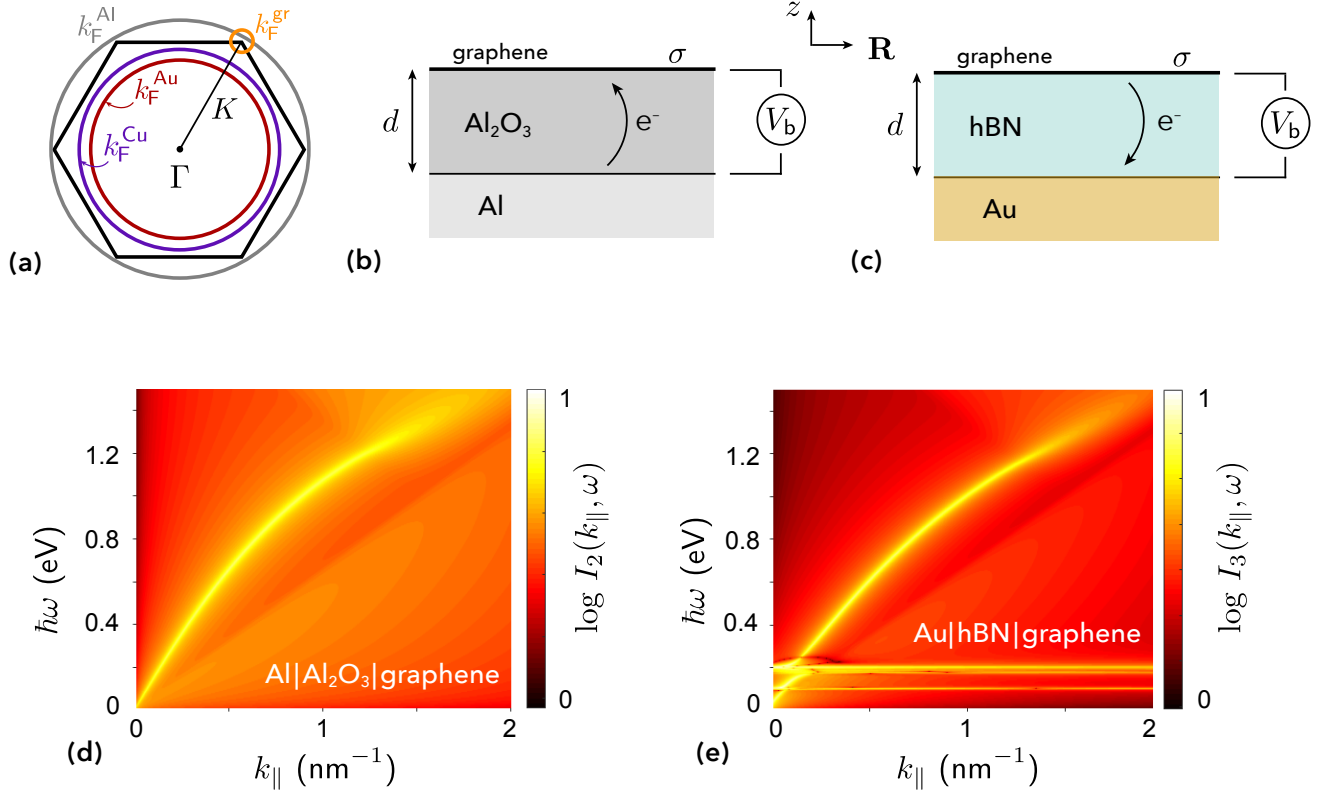 k_F^Al
k_F^gr
k_F^Au
K
k_F^Cu
Γ
(a)
graphene σ
d
Al₂O₃
e⁻
V_b
Al
(b)
z
R
graphene σ
d
hBN
e⁻
V_b
Au
(c)
1.2
0.8
0.4
0
ħω (eV)
Al|Al₂O₃|graphene
0 1 2
k_∥ (nm⁻¹)
1
0
log I₂(k_∥, ω)
(d)
1.2
0.8
0.4
0
ħω (eV)
Au|hBN|graphene
0 1 2
k_∥ (nm⁻¹)
1
0
log I₃(k_∥, ω)
(e)